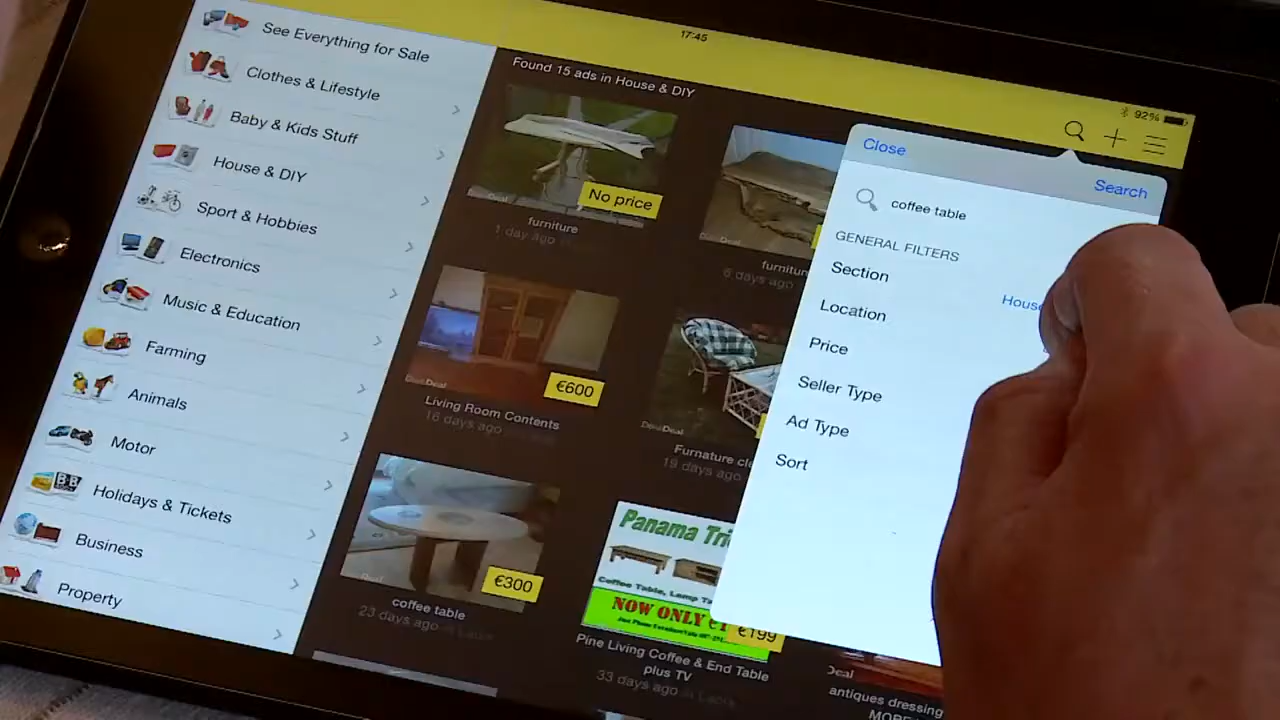 17:45
92%
See Everything for Sale
Clothes & Lifestyle
Baby & Kids Stuff
House & DIY
Sport & Hobbies
Electronics
Music & Education
Farming
Animals
Motor
Holidays & Tickets
Business
Property
Found 15 ads in House & DIY
No price
furniture
1 day ago
6 days ago
€600
Living Room Contents
16 days ago
19 days ago
€300
coffee table
23 days ago
Panama
Coffee Table, Lamp
NOW ONLY
€199
Pine Living Coffee & End Table
plus TV
33 days ago
Deal
antiques dressing
Close
Search
coffee table
GENERAL FILTERS
Section
Location
Price
Seller Type
Ad Type
Sort